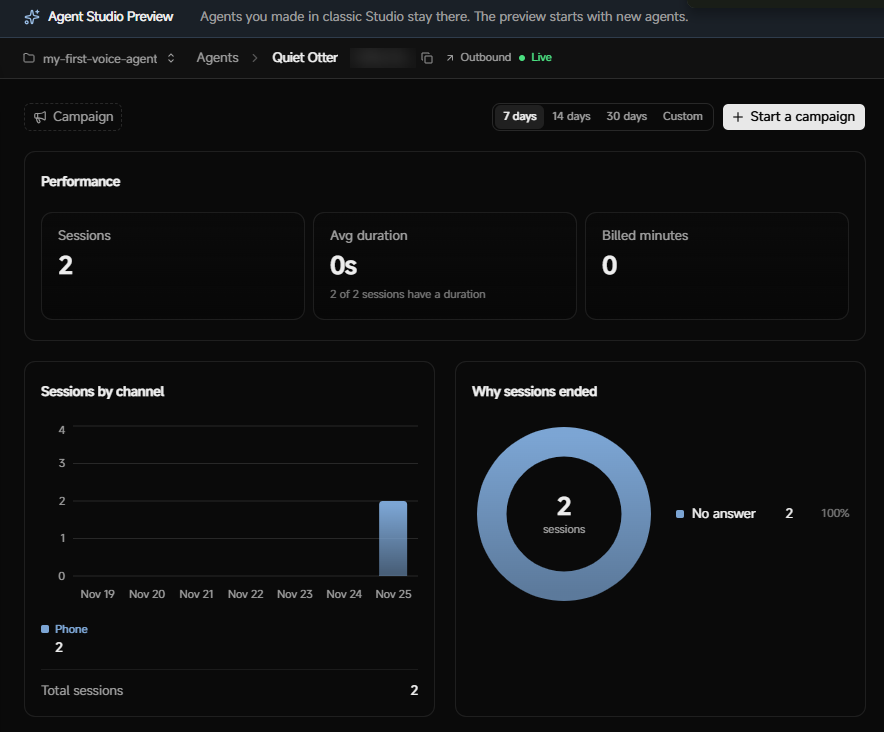 Agent Studio Preview Agents you made in classic Studio stay there. The preview starts with new agents.
my-first-voice-agent Agents > Quiet Otter Outbound Live
Campaign 7 days 14 days 30 days Custom + Start a campaign
Performance
Sessions
2
Avg duration
0s
2 of 2 sessions have a duration
Billed minutes
0
Sessions by channel
4
3
2
1
0
Nov 19 Nov 20 Nov 21 Nov 22 Nov 23 Nov 24 Nov 25
Phone
2
Total sessions 2
Why sessions ended
2
sessions
No answer 2 100%